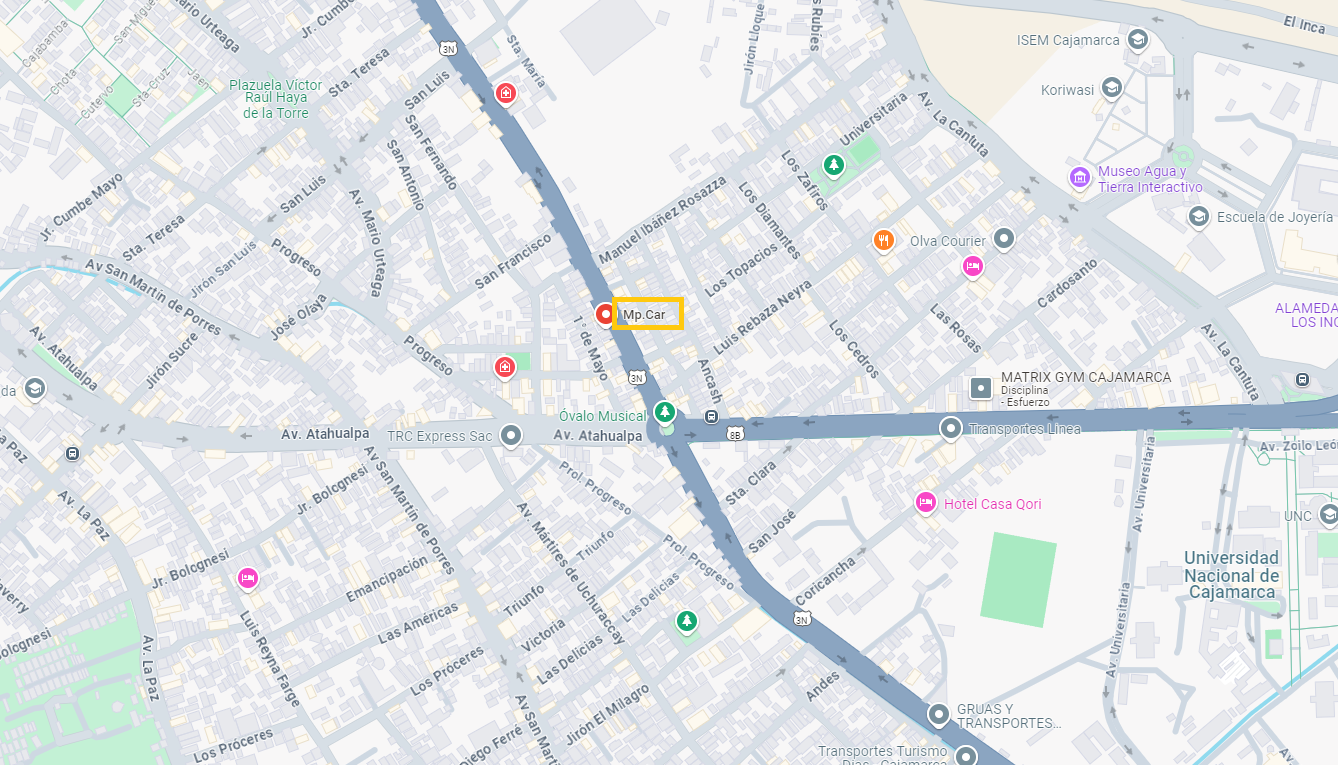 Cajabamba
San-Miguel
Mario Urteaga
Jr. Cumbe
3N
Sta. Maria
Jirón Lloque
Rubíes
El Inca
ISEM Cajamarca
Sta. Teresa
San Luis
Chota
Cutervo
Sta-Cruz
Jaen
Plazuela Víctor
Raúl Haya
de la Torre
Koriwasi
Av. La Cantuta
Universitaria
San Fernando
San Antonio
Los Zafiros
Museo Agua y
Tierra Interactivo
Jr. Cumbe Mayo
San Luis
Av. Mario Urteaga
Manuel Ibáñez Rosazza
Los Diamantes
Escuela de Joyería
Sta. Teresa
Progreso
San Francisco
Olva Courier
Los Topacios
Cardosanto
Jirón San Luis
Av San Martín de Porres
José Olaya
Mp.Car
Luis Rebaza Neyra
Las Rosas
ALAMEDA
LOS INC
Av. Atahualpa
Jirón Sucre
Progreso
1° de Mayo
Los Cedros
Av. La Cantuta
3N
Ancash
MATRIX GYM CAJAMARCA
Disciplina
- Esfuerzo
da
Óvalo Musical
TRC Express Sac
Av. Atahualpa
Av. Atahualpa
8B
Transportes Linea
Av. Zoilo León
La Paz
Av. La Paz
Jr. Bolognesi
Av. San Martín de Porres
Prol. Progreso
Sta. Clara
Av. Universitaria
Hotel Casa Qori
UNC
San José
Av. Mártires de Uchuraccay
Triunfo
Prol. Progreso
Jr. Bolognesi
Emancipación
Coricancha
Universidad
Nacional de
Cajamarca
Las Américas
Triunfo
Las Delicias
3N
Bolognesi
Av. La Paz
Luis Reyna Farge
Victoria
Las Delicias
Los Próceres
Av. Universitaria
Andes
Jirón El Milagro
Av San Martín
Diego Ferré
GRUAS Y
TRANSPORTES...
Los Próceres
Transportes Turismo
Dias - Cajamarca